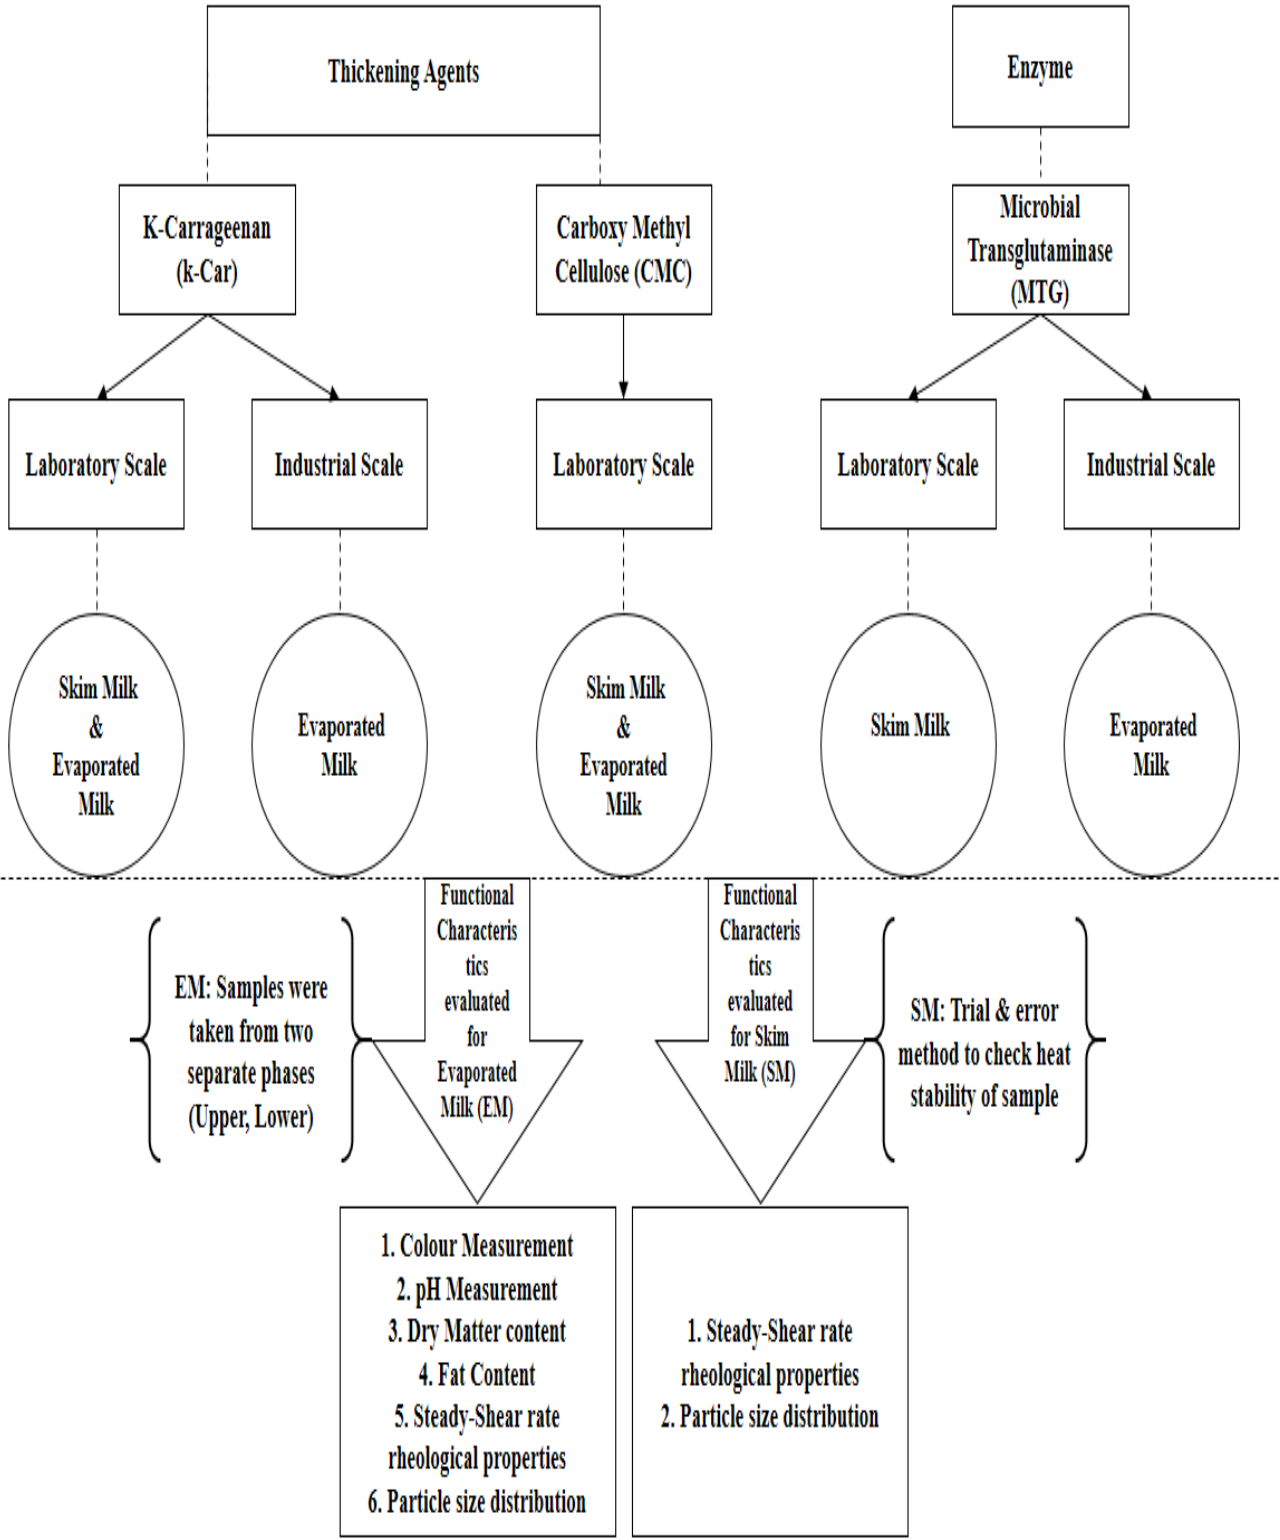 Thickening Agents
Enzyme
K-Carrageenan
(k-Car)
Carboxy Methyl
Cellulose (CMC)
Microbial
Transglutaminase
(MTG)
Laboratory Scale
Industrial Scale
Laboratory Scale
Laboratory Scale
Industrial Scale
Skim Milk
&
Evaporated
Milk
Evaporated
Milk
Skim Milk
&
Evaporated
Milk
Skim Milk
Evaporated
Milk
EM: Samples were
taken from two
separate phases
(Upper, Lower)
Functional
Characteris
tics
evaluated
for
Evaporated
Milk (EM)
Functional
Characteris
tics
evaluated
for Skim
Milk (SM)
SM: Trial & error
method to check heat
stability of sample
1. Colour Measurement
2. pH Measurement
3. Dry Matter content
4. Fat Content
5. Steady-Shear rate
rheological properties
6. Particle size distribution
1. Steady-Shear rate
rheological properties
2. Particle size distribution